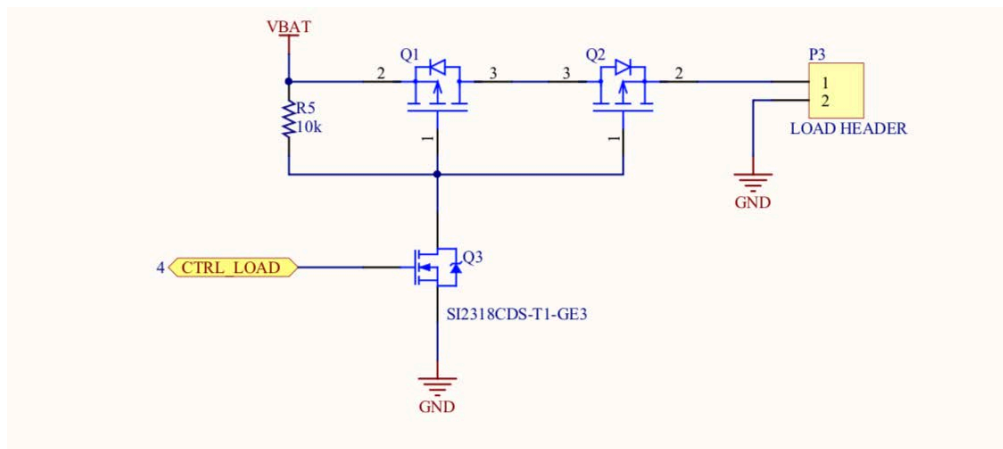 VBAT
Q1
Q2
P3
2
3
3
2
1
2
R5
10k
1
1
LOAD HEADER
GND
4
CTRL_LOAD
Q3
SI2318CDS-T1-GE3
GND